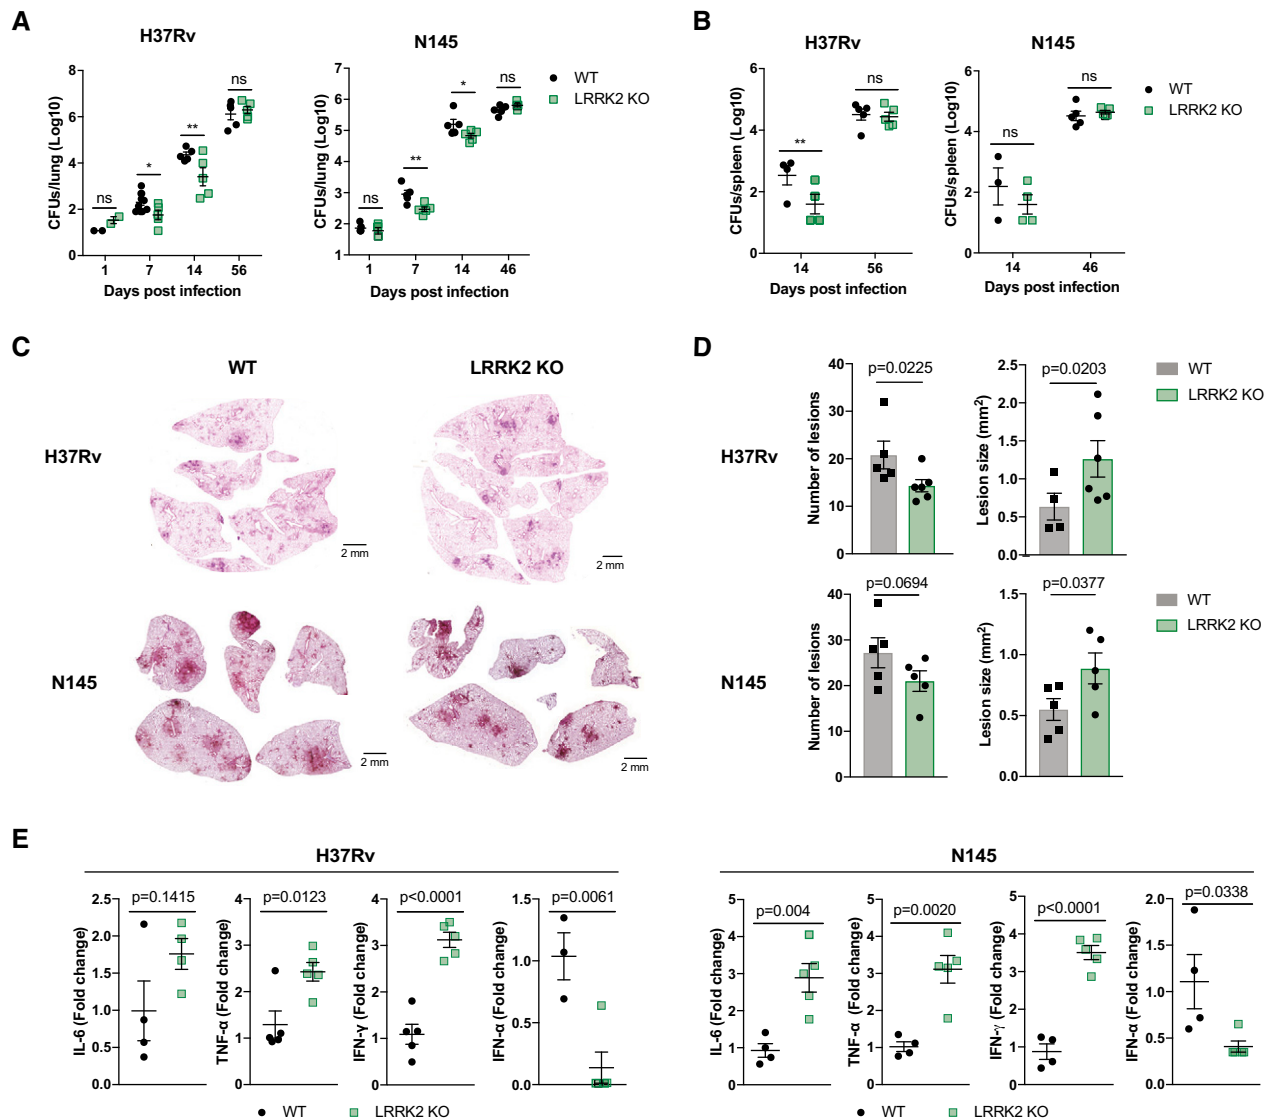 A
H37Rv
N145
CFUs/lung (Log10)
8
6
4
2
0
ns
*
**
ns
1
7
14
56
Days post infection
CFUs/lung (Log10)
7
6
5
4
3
2
1
ns
**
*
ns
1
7
14
46
Days post infection
WT
LRRK2 KO
B
H37Rv
N145
CFUs/spleen (Log10)
6
4
2
0
**
ns
14
56
Days post infection
CFUs/spleen (Log10)
6
4
2
0
ns
ns
14
46
Days post infection
WT
LRRK2 KO
C
WT
LRRK2 KO
H37Rv
2 mm
2 mm
N145
2 mm
2 mm
D
H37Rv
Number of lesions
40
30
20
10
0
p=0.0225
Lesion size (mm²)
2.5
2.0
1.5
1.0
0.5
0.0
p=0.0203
WT
LRRK2 KO
N145
Number of lesions
40
30
20
10
0
p=0.0694
Lesion size (mm²)
1.5
1.0
0.5
0.0
p=0.0377
WT
LRRK2 KO
E
H37Rv
IL-6 (Fold change)
2.5
2.0
1.5
1.0
0.5
0.0
p=0.1415
TNF-α (Fold change)
4
3
2
1
0
p=0.0123
IFN-γ (Fold change)
4
3
2
1
0
p<0.0001
IFN-α (Fold change)
1.5
1.0
0.5
0.0
p=0.0061
WT
LRRK2 KO
N145
IL-6 (Fold change)
5
4
3
2
1
0
p=0.004
TNF-α (Fold change)
5
4
3
2
1
0
p=0.0020
IFN-γ (Fold change)
5
4
3
2
1
0
p<0.0001
IFN-α (Fold change)
2.0
1.5
1.0
0.5
0.0
p=0.0338
WT
LRRK2 KO